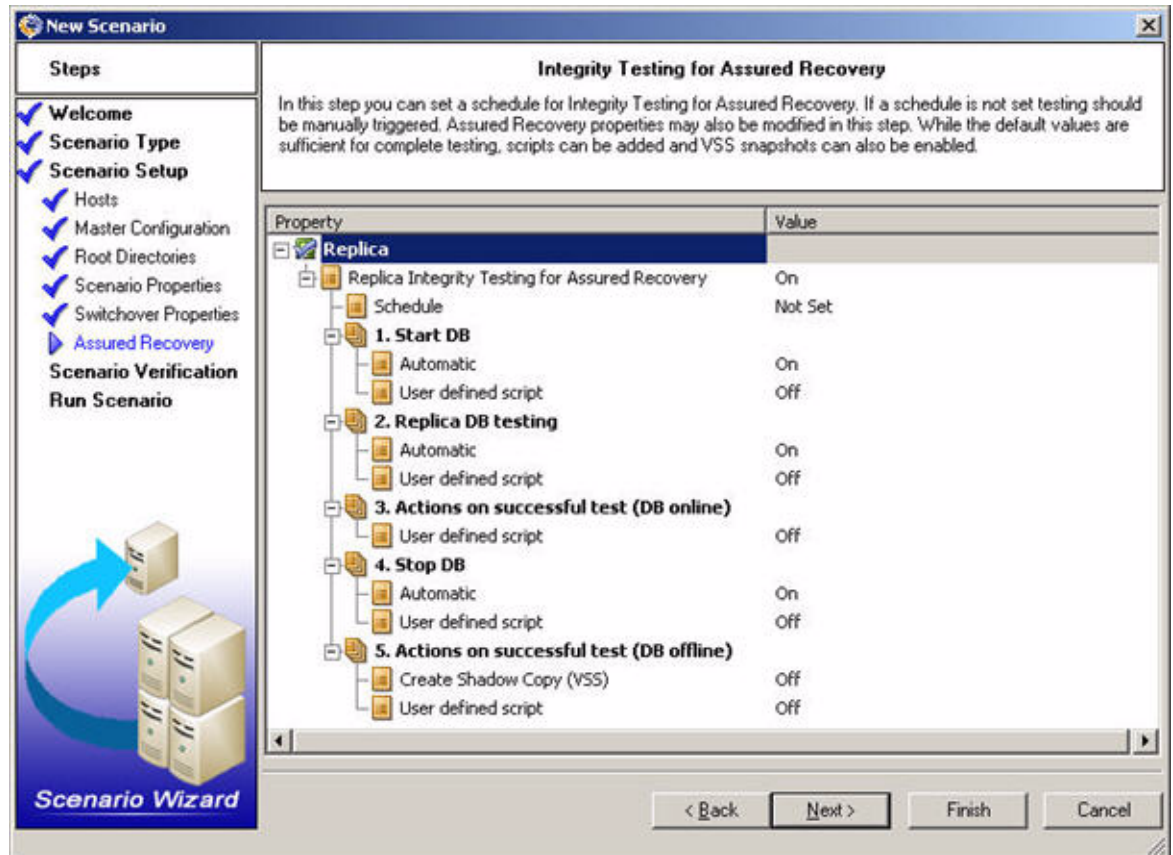 New Scenario
Steps
Welcome
Scenario Type
Scenario Setup
Hosts
Master Configuration
Root Directories
Scenario Properties
Switchover Properties
Assured Recovery
Scenario Verification
Run Scenario
Scenario Wizard
Integrity Testing for Assured Recovery
In this step you can set a schedule for Integrity Testing for Assured Recovery. If a schedule is not set testing should
be manually triggered. Assured Recovery properties may also be modified in this step. While the default values are
sufficient for complete testing, scripts can be added and VSS snapshots can also be enabled.
Property Value
Replica
Replica Integrity Testing for Assured Recovery On
Schedule Not Set
1. Start DB
Automatic On
User defined script Off
2. Replica DB testing
Automatic On
User defined script Off
3. Actions on successful test (DB online)
User defined script Off
4. Stop DB
Automatic On
User defined script Off
5. Actions on successful test (DB offline)
Create Shadow Copy (VSS) Off
User defined script Off
< Back Next > Finish Cancel